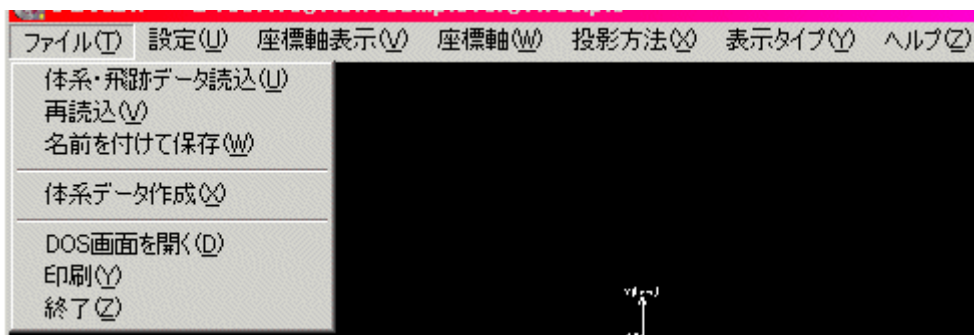 ファイル(T) 設定(U) 座標軸表示(V) 座標軸(W) 投影方法(X) 表示タイプ(Y) ヘルプ(Z)
体系・飛跡データ読込(U)
再読込(V)
名前を付けて保存(W)
体系データ作成(X)
DOS画面を開く(D)
印刷(Y)
終了(Z)